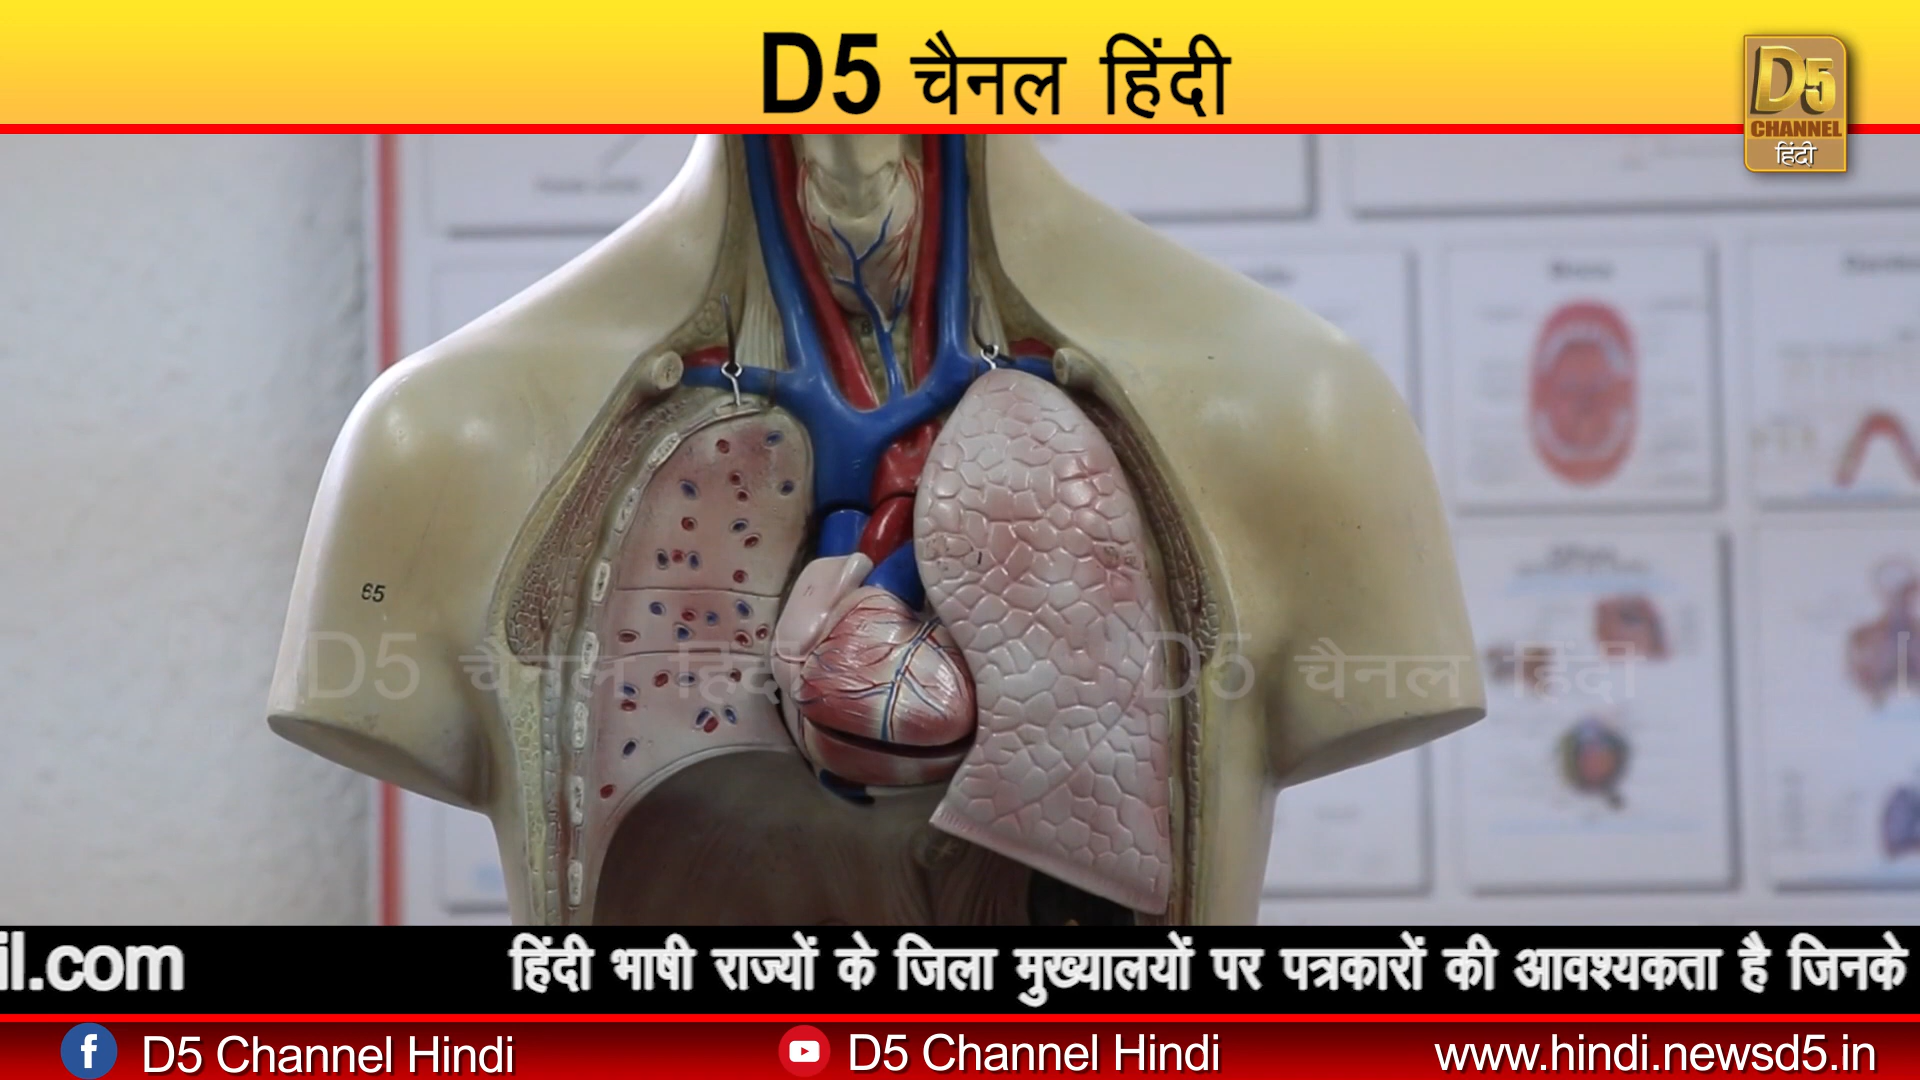 D5 चैनल हिंदी
D5
CHANNEL
हिंदी
65
D5 चैनल हिंदी
D5 चैनल हिंदी
il.com
हिंदी भाषी राज्यों के जिला मुख्यालयों पर पत्रकारों की आवश्यकता है जिनके
D5 Channel Hindi
D5 Channel Hindi
www.hindi.newsd5.in